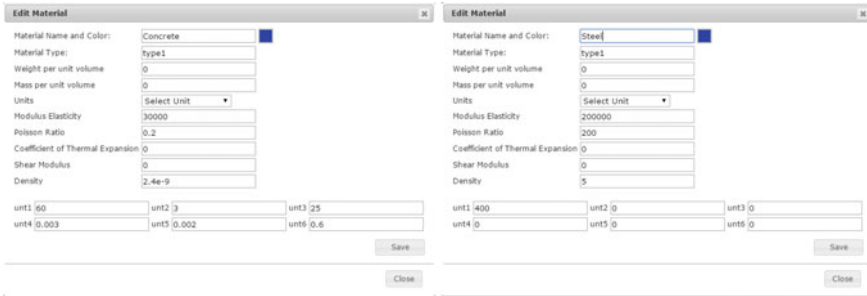 Edit Material
Material Name and Color: Concrete
Material Type: type1
Weight per unit volume 0
Mass per unit volume 0
Units Select Unit
Modulus Elasticity 30000
Poisson Ratio 0.2
Coefficient of Thermal Expansion 0
Shear Modulus 0
Density 2.4e-9
unt1 60 unt2 3 unt3 25
unt4 0.003 unt5 0.002 unt6 0.6
Save
Close
Edit Material
Material Name and Color: Steel
Material Type: type1
Weight per unit volume 0
Mass per unit volume 0
Units Select Unit
Modulus Elasticity 200000
Poisson Ratio 200
Coefficient of Thermal Expansion 0
Shear Modulus 0
Density 5
unt1 400 unt2 0 unt3 0
unt4 0 unt5 0 unt6 0
Save
Close